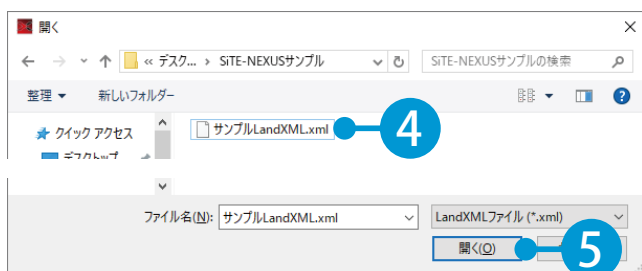 開く
« デスク... › SiTE-NEXUSサンプル SiTE-NEXUSサンプルの検索
整理 新しいフォルダー
クイック アクセス サンプルLandXML.xml 4
デスクトップ
ファイル名(N): サンプルLandXML.xml LandXMLファイル (*.xml)
開く(O) 5